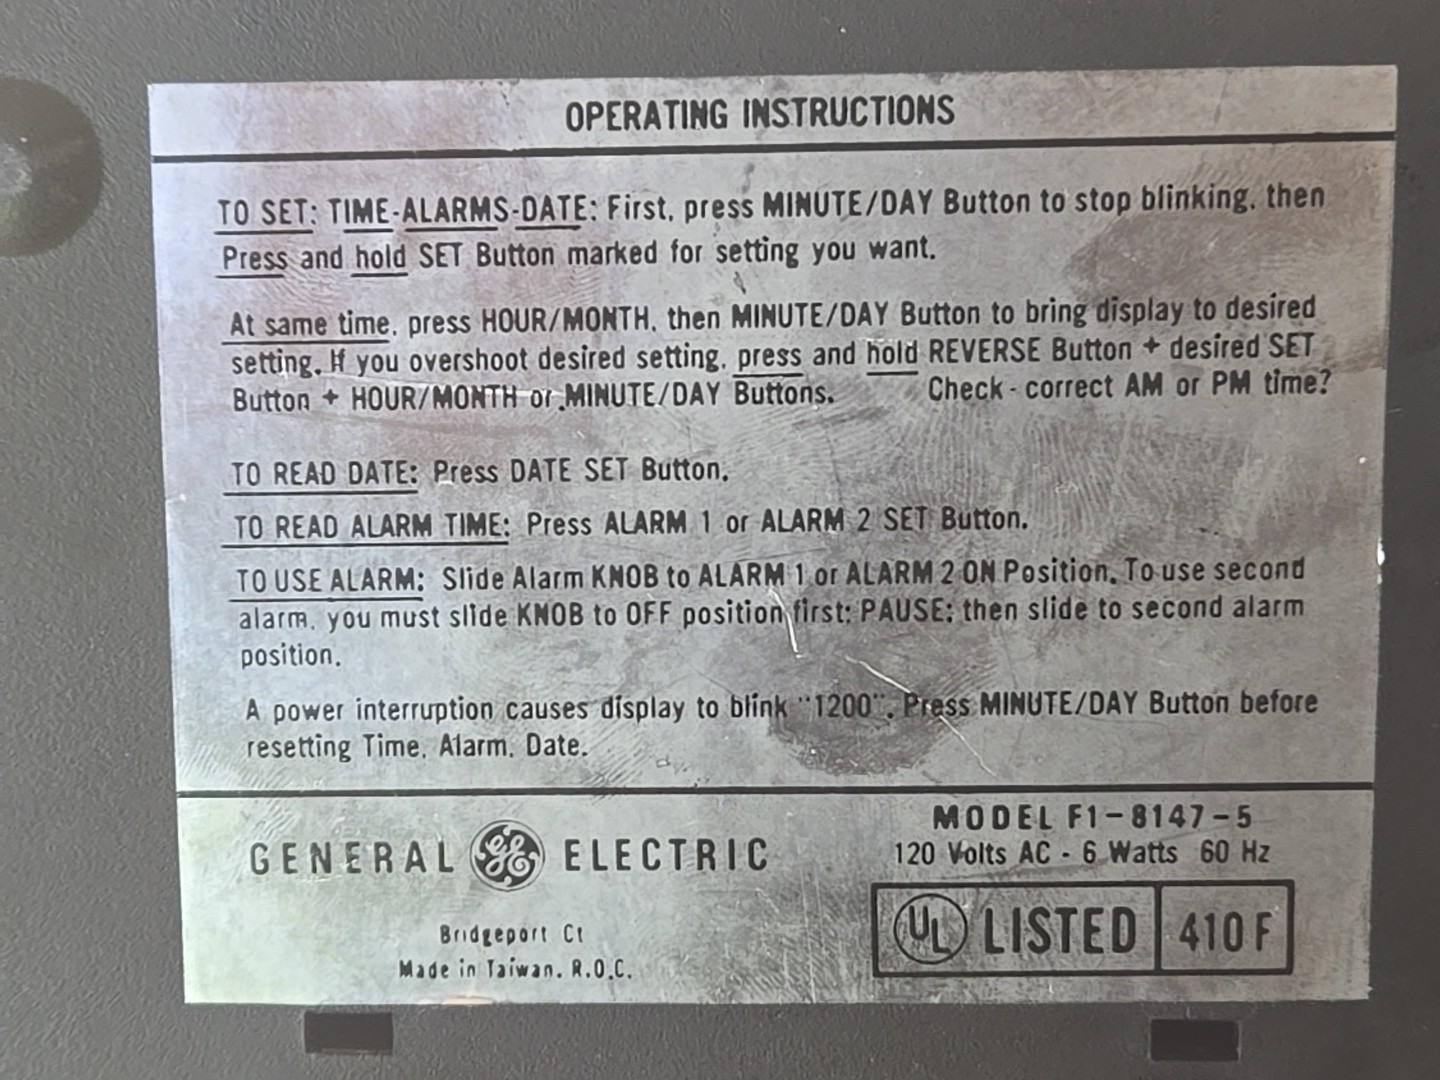 OPERATING INSTRUCTIONS
TO SET: TIME-ALARMS-DATE: First, press MINUTE/DAY Button to stop blinking, then
Press and hold SET Button marked for setting you want.
At same time, press HOUR/MONTH, then MINUTE/DAY Button to bring display to desired
setting. If you overshoot desired setting, press and hold REVERSE Button + desired SET
Button + HOUR/MONTH or MINUTE/DAY Buttons. Check - correct AM or PM time?
TO READ DATE: Press DATE SET Button.
TO READ ALARM TIME: Press ALARM 1 or ALARM 2 SET Button.
TO USE ALARM: Slide Alarm KNOB to ALARM 1 or ALARM 2 ON Position. To use second
alarm, you must slide KNOB to OFF position first; PAUSE; then slide to second alarm
position.
A power interruption causes display to blink "1200". Press MINUTE/DAY Button before
resetting Time, Alarm, Date.
GENERAL GE ELECTRIC
Bridgeport Ct
Made in Taiwan. R.O.C.
MODEL F1-8147-5
120 Volts AC - 6 Watts 60 Hz
UL LISTED 410F